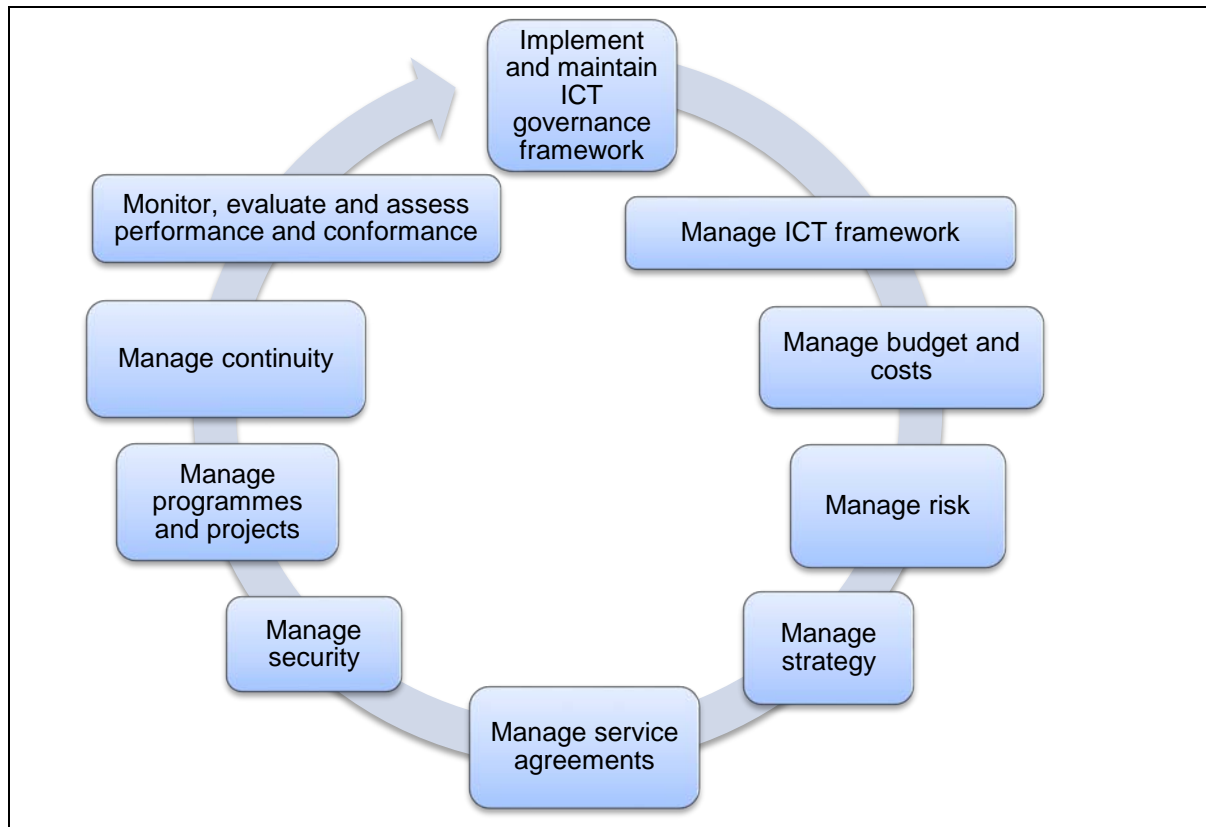 Implement
and maintain
ICT
governance
framework
Manage ICT framework
Manage budget and
costs
Manage risk
Manage
strategy
Manage service
agreements
Manage
security
Manage
programmes
and projects
Manage continuity
Monitor, evaluate and assess
performance and conformance